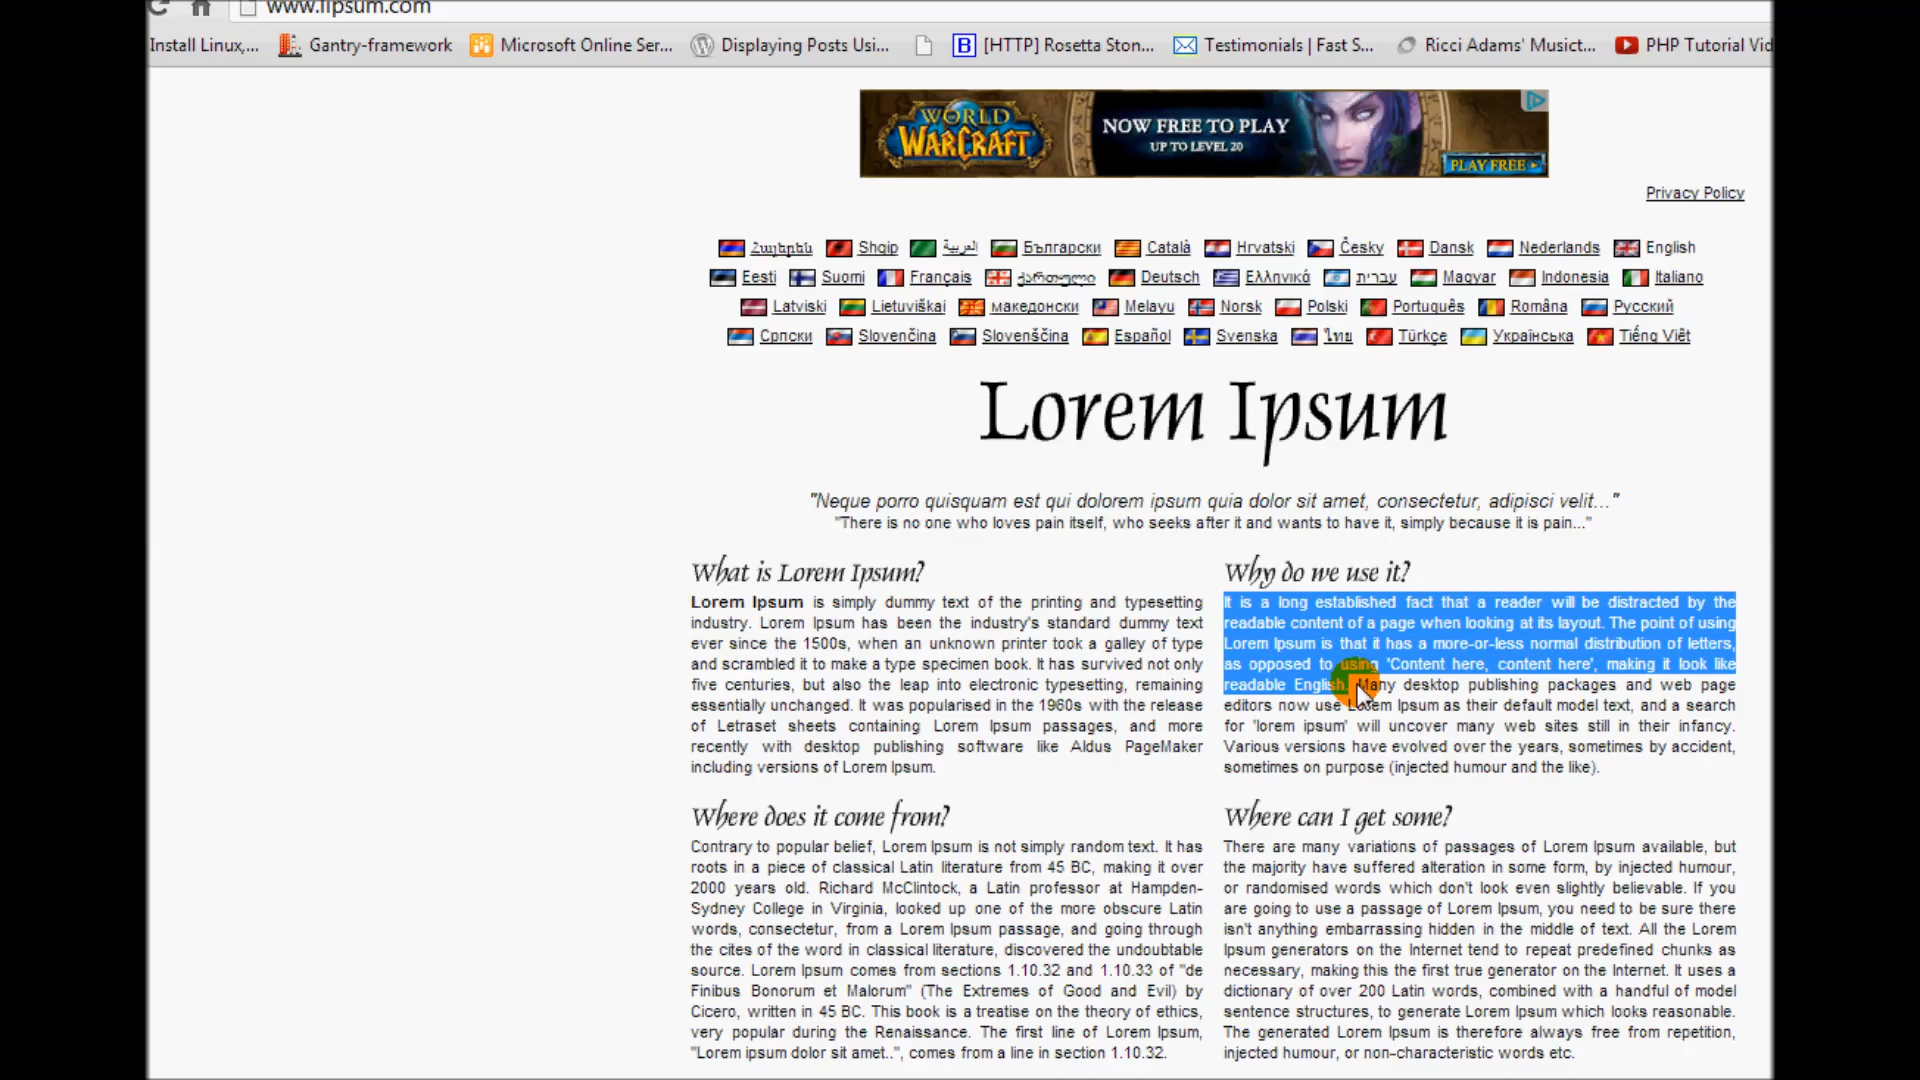 www.lipsum.com
Install Linux,... Gantry-framework Microsoft Online Ser... Displaying Posts Usi... [HTTP] Rosetta Ston... Testimonials | Fast S... Ricci Adams' Musict... PHP Tutorial Vid
WORLD WARCRAFT
NOW FREE TO PLAY
UP TO LEVEL 20
PLAY FREE
Privacy Policy
Հայերեն Shqip العربية Български Català Hrvatski Česky Dansk Nederlands English
Eesti Suomi Français ქართული Deutsch Ελληνικά עברית Magyar Indonesia Italiano
Latviski Lietuviškai македонски Melayu Norsk Polski Português Româna Русский
Српски Slovenčina Slovenščina Español Svenska ไทย Türkçe Українська Tiếng Việt
Lorem Ipsum
"Neque porro quisquam est qui dolorem ipsum quia dolor sit amet, consectetur, adipisci velit..."
"There is no one who loves pain itself, who seeks after it and wants to have it, simply because it is pain..."
What is Lorem Ipsum?
Lorem Ipsum is simply dummy text of the printing and typesetting
industry. Lorem Ipsum has been the industry's standard dummy text
ever since the 1500s, when an unknown printer took a galley of type
and scrambled it to make a type specimen book. It has survived not only
five centuries, but also the leap into electronic typesetting, remaining
essentially unchanged. It was popularised in the 1960s with the release
of Letraset sheets containing Lorem Ipsum passages, and more
recently with desktop publishing software like Aldus PageMaker
including versions of Lorem Ipsum.
Why do we use it?
It is a long established fact that a reader will be distracted by the
readable content of a page when looking at its layout. The point of using
Lorem Ipsum is that it has a more-or-less normal distribution of letters,
as opposed to using 'Content here, content here', making it look like
readable English. Many desktop publishing packages and web page
editors now use Lorem Ipsum as their default model text, and a search
for 'lorem ipsum' will uncover many web sites still in their infancy.
Various versions have evolved over the years, sometimes by accident,
sometimes on purpose (injected humour and the like).
Where does it come from?
Contrary to popular belief, Lorem Ipsum is not simply random text. It has
roots in a piece of classical Latin literature from 45 BC, making it over
2000 years old. Richard McClintock, a Latin professor at Hampden-
Sydney College in Virginia, looked up one of the more obscure Latin
words, consectetur, from a Lorem Ipsum passage, and going through
the cites of the word in classical literature, discovered the undoubtable
source. Lorem Ipsum comes from sections 1.10.32 and 1.10.33 of "de
Finibus Bonorum et Malorum" (The Extremes of Good and Evil) by
Cicero, written in 45 BC. This book is a treatise on the theory of ethics,
very popular during the Renaissance. The first line of Lorem Ipsum,
"Lorem ipsum dolor sit amet..", comes from a line in section 1.10.32.
Where can I get some?
There are many variations of passages of Lorem Ipsum available, but
the majority have suffered alteration in some form, by injected humour,
or randomised words which don't look even slightly believable. If you
are going to use a passage of Lorem Ipsum, you need to be sure there
isn't anything embarrassing hidden in the middle of text. All the Lorem
Ipsum generators on the Internet tend to repeat predefined chunks as
necessary, making this the first true generator on the Internet. It uses a
dictionary of over 200 Latin words, combined with a handful of model
sentence structures, to generate Lorem Ipsum which looks reasonable.
The generated Lorem Ipsum is therefore always free from repetition,
injected humour, or non-characteristic words etc.